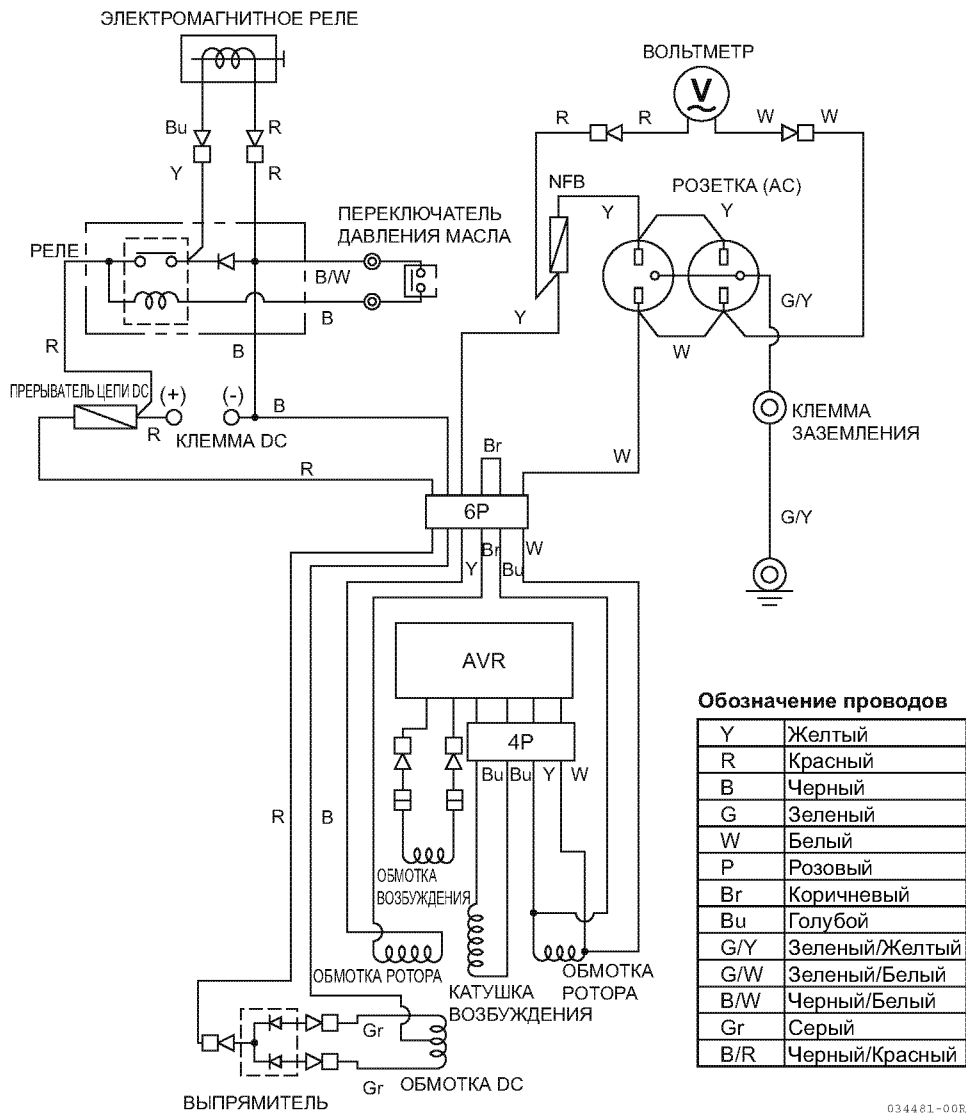 ЭЛЕКТРОМАГНИТНОЕ РЕЛЕ
ВОЛЬТМЕТР
V
R
R
W
W
Bu
R
Y
R
NFB
РОЗЕТКА (AC)
Y
Y
ПЕРЕКЛЮЧАТЕЛЬ
ДАВЛЕНИЯ МАСЛА
РЕЛЕ
B/W
B
G/Y
Y
W
R
B
ПРЕРЫВАТЕЛЬ ЦЕПИ DC
(+)
(-)
B
R
КЛЕММА DC
КЛЕММА
ЗАЗЕМЛЕНИЯ
Br
W
R
6P
G/Y
Y
Br
Bu
W
AVR
4P
Bu
Bu
Y
W
R
B
ОБМОТКА
ВОЗБУЖДЕНИЯ
ОБМОТКА РОТОРА
КАТУШКА
ВОЗБУЖДЕНИЯ
ОБМОТКА
РОТОРА
Gr
Gr
ОБМОТКА DC
ВЫПРЯМИТЕЛЬ
Обозначение проводов
Y Желтый
R Красный
B Черный
G Зеленый
W Белый
P Розовый
Br Коричневый
Bu Голубой
G/Y Зеленый/Желтый
G/W Зеленый/Белый
B/W Черный/Белый
Gr Серый
B/R Черный/Красный
034481-00R